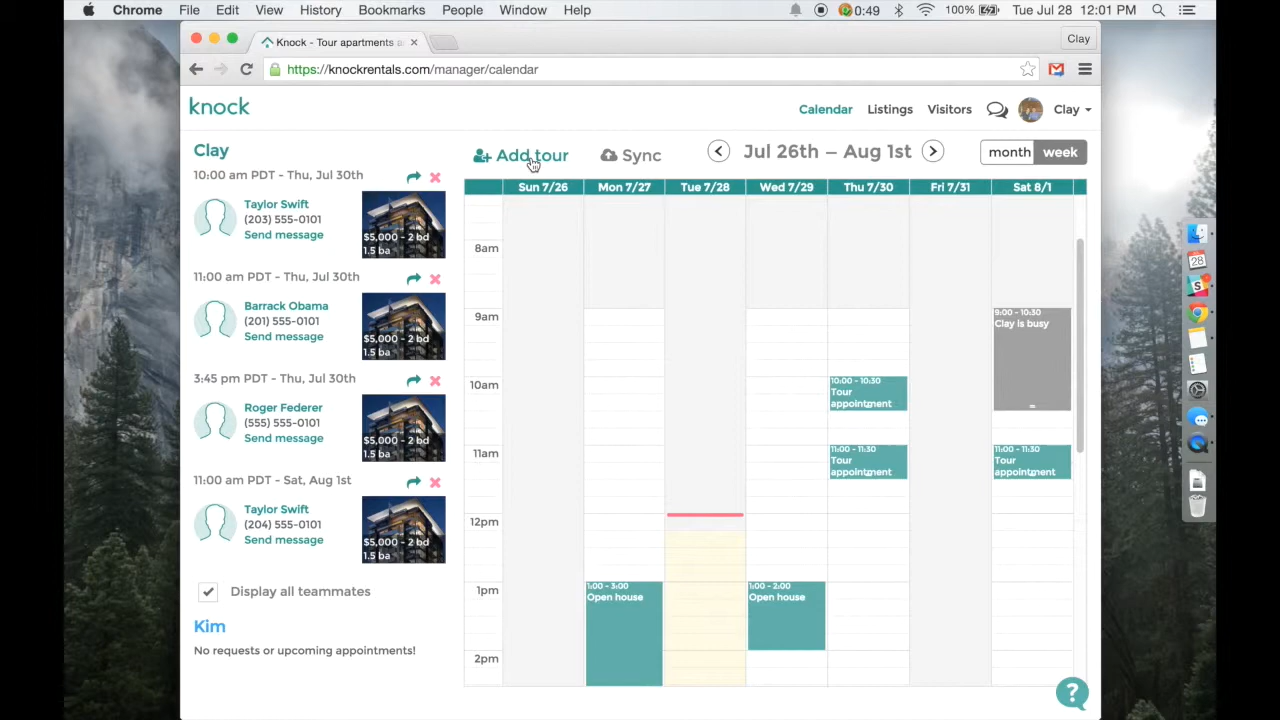 Chrome File Edit View History Bookmarks People Window Help
0:49 100% Tue Jul 28 12:01 PM
Knock - Tour apartments a
Clay
https://knockrentals.com/manager/calendar
knock
Calendar Listings Visitors Clay
Clay
10:00 am PDT - Thu, Jul 30th
Taylor Swift
(203) 555-0101
Send message
$5,000 - 2 bd
1.5 ba
11:00 am PDT - Thu, Jul 30th
Barrack Obama
(201) 555-0101
Send message
$5,000 - 2 bd
1.5 ba
3:45 pm PDT - Thu, Jul 30th
Roger Federer
(555) 555-0101
Send message
$5,000 - 2 bd
1.5 ba
11:00 am PDT - Sat, Aug 1st
Taylor Swift
(204) 555-0101
Send message
$5,000 - 2 bd
1.5 ba
Display all teammates
Kim
No requests or upcoming appointments!
Add tour Sync
Jul 26th – Aug 1st
month week
Sun 7/26 Mon 7/27 Tue 7/28 Wed 7/29 Thu 7/30 Fri 7/31 Sat 8/1
8am
9am
9:00 - 10:30
Clay is busy
10am
10:00 - 10:30
Tour
appointment
11am
11:00 - 11:30
Tour
appointment
11:00 - 11:30
Tour
appointment
12pm
1pm
1:00 - 3:00
Open house
1:00 - 2:00
Open house
2pm
?
28
S